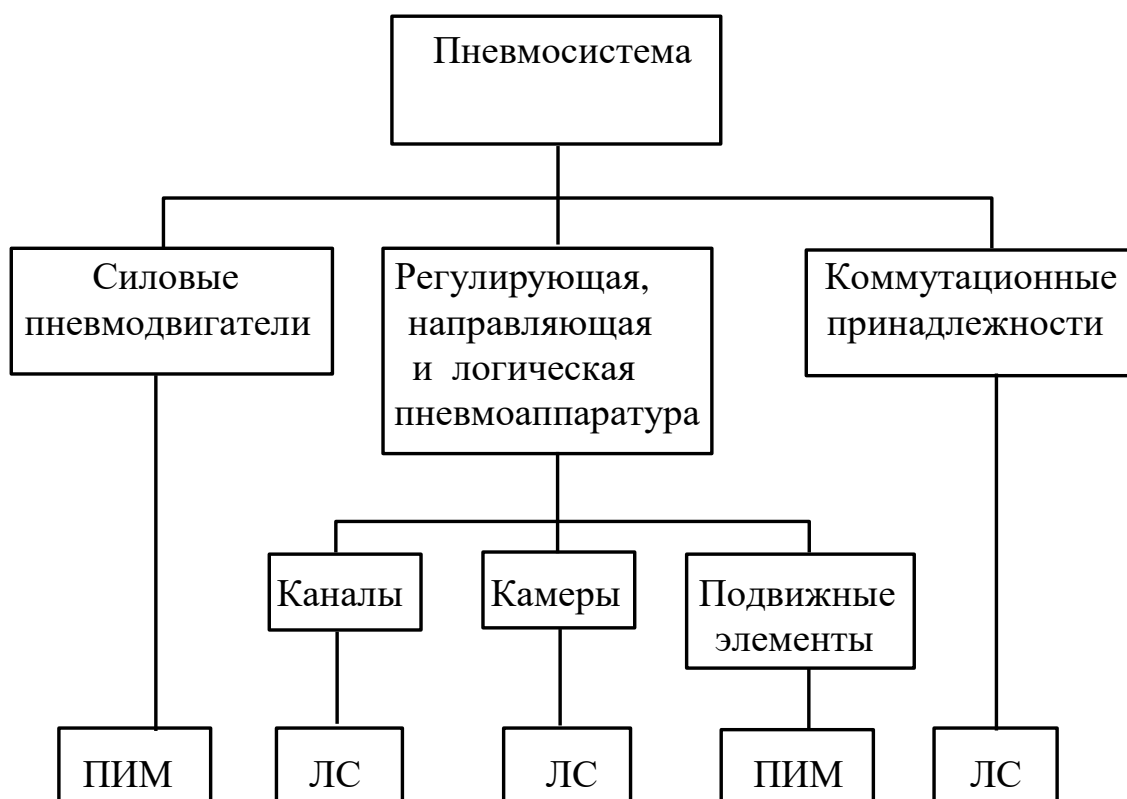 Пневмосистема
Силовые
пневмодвигатели
Регулирующая,
направляющая
и логическая
пневмоаппаратура
Коммутационные
принадлежности
Каналы
Камеры
Подвижные
элементы
ПИМ
ЛС
ЛС
ПИМ
ЛС